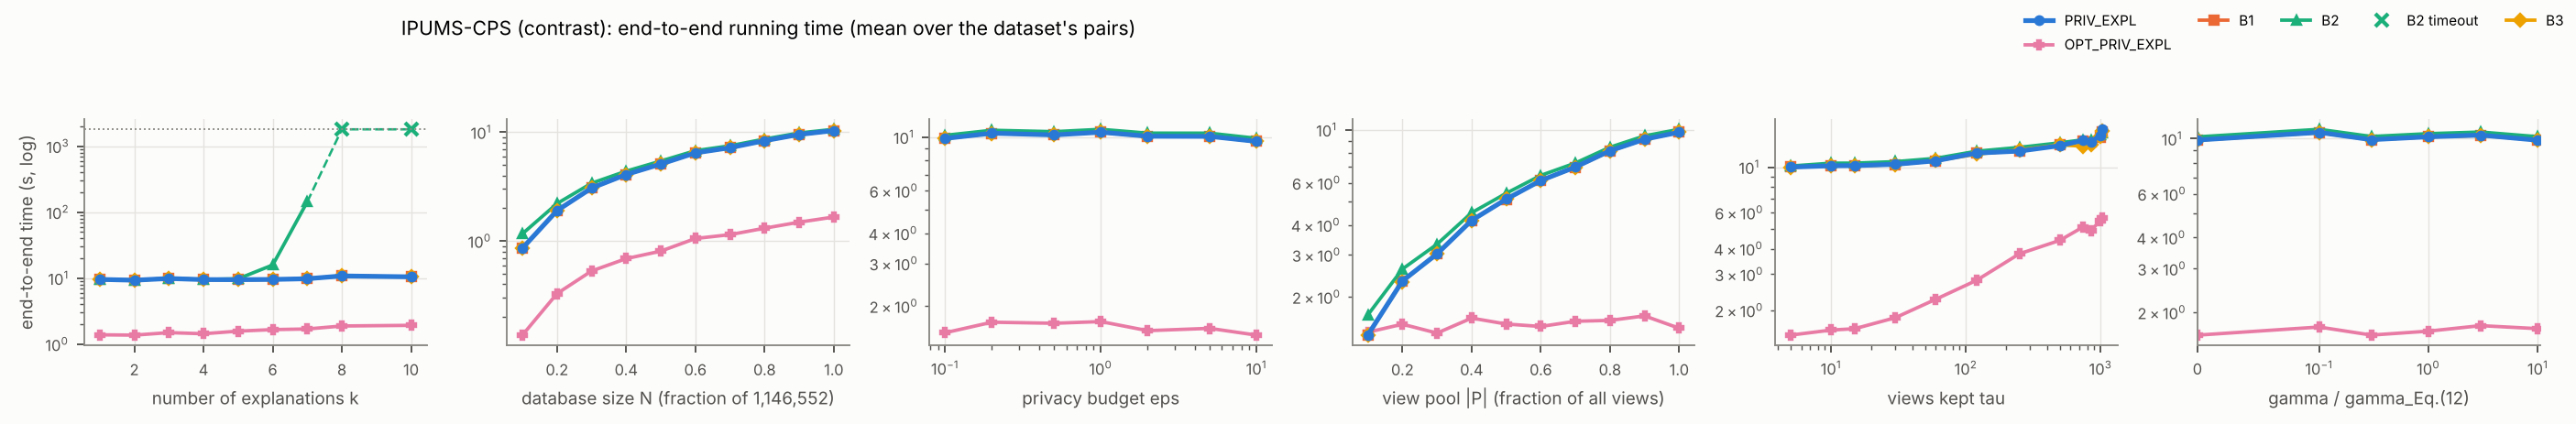 IPUMS-CPS (contrast): end-to-end running time (mean over the dataset's pairs)
PRIV_EXPL B1 B2 B2 timeout B3
OPT_PRIV_EXPL
end-to-end time (s, log)
10³
10²
10¹
10⁰
2 4 6 8 10
number of explanations k
10¹
10⁰
0.2 0.4 0.6 0.8 1.0
database size N (fraction of 1,146,552)
10¹
6 × 10⁰
4 × 10⁰
3 × 10⁰
2 × 10⁰
10⁻¹ 10⁰ 10¹
privacy budget eps
10¹
6 × 10⁰
4 × 10⁰
3 × 10⁰
2 × 10⁰
0.2 0.4 0.6 0.8 1.0
view pool |P| (fraction of all views)
10¹
6 × 10⁰
4 × 10⁰
3 × 10⁰
2 × 10⁰
10¹ 10² 10³
views kept tau
10¹
6 × 10⁰
4 × 10⁰
3 × 10⁰
2 × 10⁰
0 10⁻¹ 10⁰ 10¹
gamma / gamma_Eq.(12)